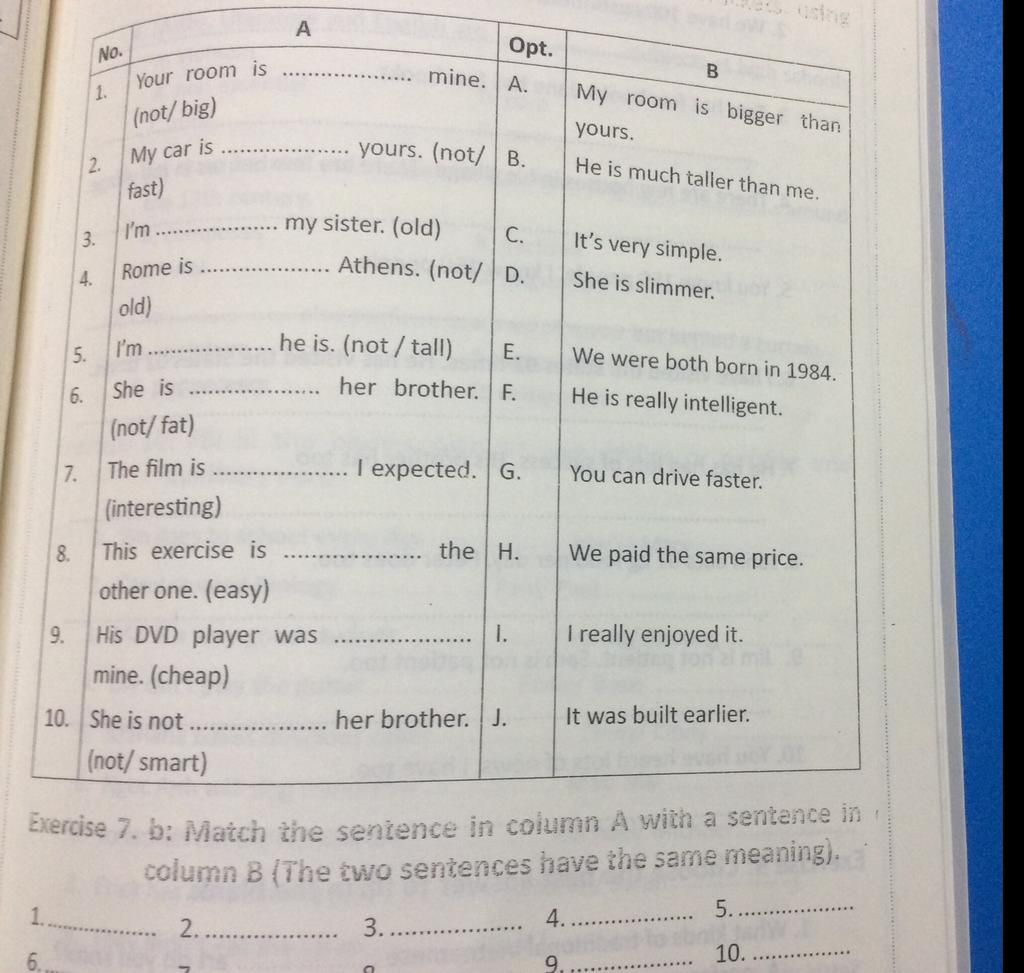 using
No. A Opt. B
1. Your room is .................... mine. A. My room is bigger than
(not/ big) yours.
2. My car is .................... yours. (not/ B. He is much taller than me.
fast)
3. I'm .................... my sister. (old) C. It's very simple.
4. Rome is .................... Athens. (not/ D. She is slimmer.
old)
5. I'm .................... he is. (not / tall) E. We were both born in 1984.
6. She is .................... her brother. F. He is really intelligent.
(not/ fat)
7. The film is .................... I expected. G. You can drive faster.
(interesting)
8. This exercise is .................... the H. We paid the same price.
other one. (easy)
9. His DVD player was .................... I. I really enjoyed it.
mine. (cheap)
10. She is not .................... her brother. J. It was built earlier.
(not/ smart)
Exercise 7. b: Match the sentence in column A with a sentence in
column B (The two sentences have the same meaning).
1. .................... 2. .................... 3. .................... 4. .................... 5. ....................
6. .................... 7 8 9. .................... 10. ....................